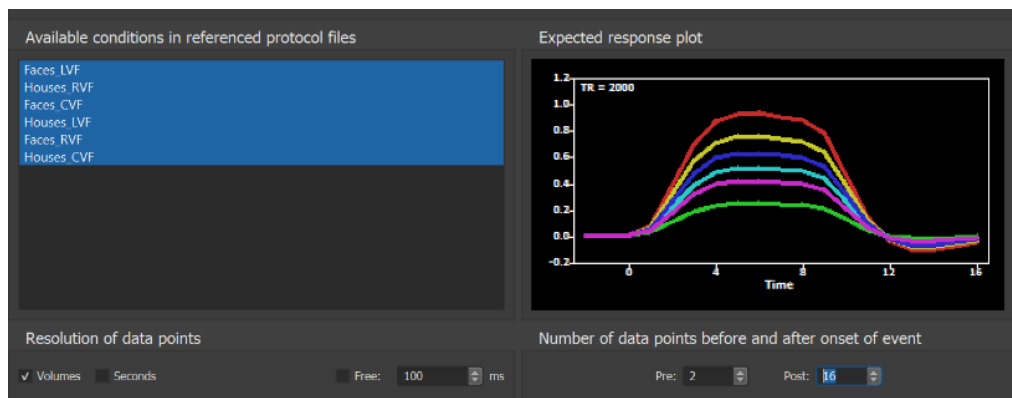 Available conditions in referenced protocol files
Faces_LVF
Houses_RVF
Faces_CVF
Houses_LVF
Faces_RVF
Houses_CVF
Expected response plot
TR = 2000
1.2
1.0
0.8
0.6
0.4
0.2
0.0
-0.2
0 4 8 12 16
Time
Resolution of data points
Volumes Seconds Free: 100 ms
Number of data points before and after onset of event
Pre: 2 Post: 16